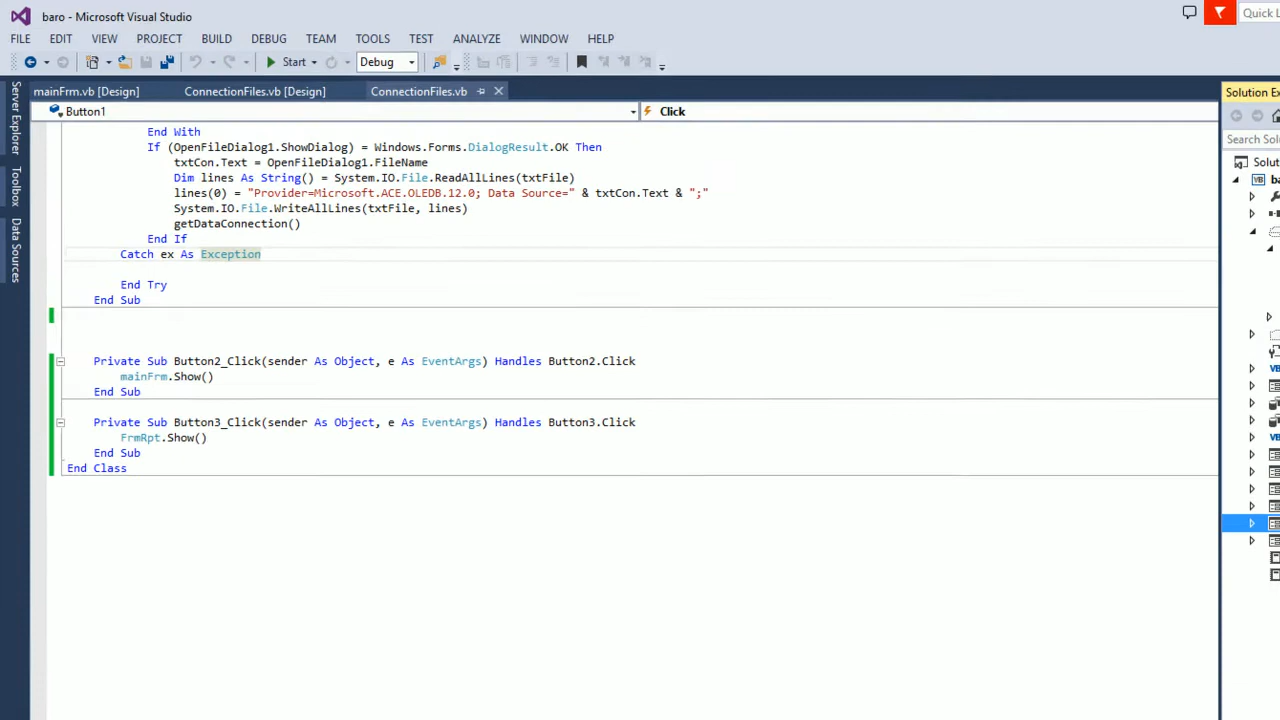 baro - Microsoft Visual Studio
Quick L
FILE EDIT VIEW PROJECT BUILD DEBUG TEAM TOOLS TEST ANALYZE WINDOW HELP
Start Debug
mainFrm.vb [Design] ConnectionFiles.vb [Design] ConnectionFiles.vb
Solution Ex
Button1 Click
Server Explorer
Toolbox
Data Sources
Search Solu
Solut
ba
VB
VB
End With
If (OpenFileDialog1.ShowDialog) = Windows.Forms.DialogResult.OK Then
txtCon.Text = OpenFileDialog1.FileName
Dim lines As String() = System.IO.File.ReadAllLines(txtFile)
lines(0) = "Provider=Microsoft.ACE.OLEDB.12.0; Data Source=" & txtCon.Text & ";"
System.IO.File.WriteAllLines(txtFile, lines)
getDataConnection()
End If
Catch ex As Exception
End Try
End Sub
Private Sub Button2_Click(sender As Object, e As EventArgs) Handles Button2.Click
mainFrm.Show()
End Sub
Private Sub Button3_Click(sender As Object, e As EventArgs) Handles Button3.Click
FrmRpt.Show()
End Sub
End Class